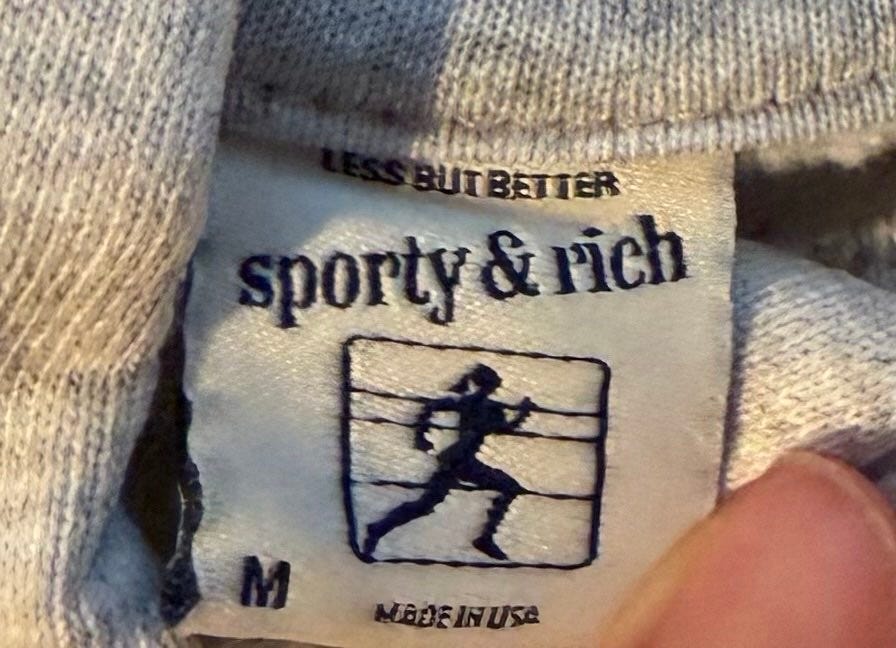 LESS BUT BETTER
sporty & rich
M
MADE IN USA